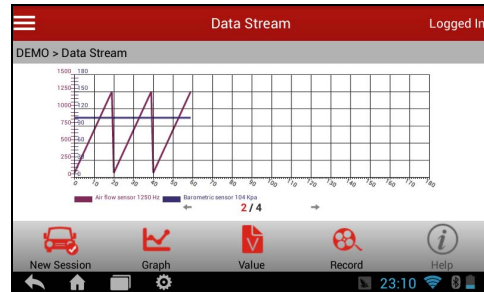 Data Stream
Logged In
DEMO > Data Stream
1500 180
1250 150
1000 120
750 90
500 60
250 30
0 0
0 10 20 30 40 50 60 70 80 90 100 110 120 130 140 150 160 170 180
Air flow sensor 1250 Hz Barometric sensor 104 Kpa
2 / 4
New Session Graph Value Record Help
23:10